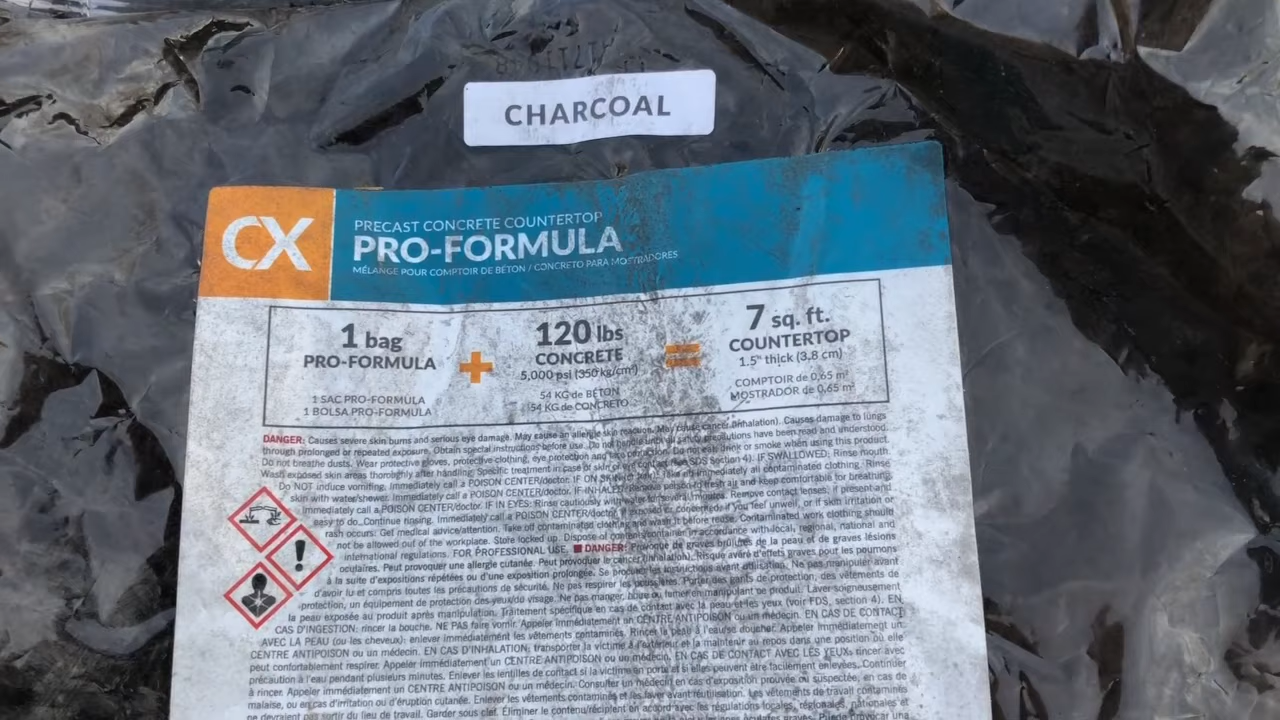 CHARCOAL
CX
PRECAST CONCRETE COUNTERTOP
PRO-FORMULA
MÉLANGE POUR COMPTOIR DE BÉTON / CONCRETO PARA MOSTRADORES
1 bag
PRO-FORMULA
1 SAC PRO-FORMULA
1 BOLSA PRO-FORMULA
+
120 lbs
CONCRETE
5,000 psi (350 kg/cm²)
54 KG de BÉTON
54 KG de CONCRETO
=
7 sq. ft.
COUNTERTOP
1.5" thick (3,8 cm)
COMPTOIR de 0,65 m²
MOSTRADOR de 0,65 m²
DANGER: Causes severe skin burns and serious eye damage. May cause an allergic skin reaction. May cause cancer (inhalation). Causes damage to lungs
through prolonged or repeated exposure. Obtain special instructions before use. Do not handle until all safety precautions have been read and understood.
Do not breathe dusts. Wear protective gloves, protective clothing, eye protection and face protection. Do not eat, drink or smoke when using this product.
Wash exposed skin areas thoroughly after handling. Specific treatment in case of skin or eye contact (see SDS section 4). IF SWALLOWED: Rinse mouth.
Do NOT induce vomiting. Immediately call a POISON CENTER/doctor. IF ON SKIN immediately all contaminated clothing. Rinse
skin with water/shower. Immediately call a POISON CENTER/doctor. IF INHALED: person to fresh air and keep comfortable for breathing.
Immediately call a POISON CENTER/doctor. IF IN EYES: Rinse cautiously with water for several minutes. Remove contact lenses, if present and
easy to do. Continue rinsing. Immediately call a POISON CENTER/doctor if exposed or concerned, if you feel unwell, or if skin irritation or
rash occurs: Get medical advice/attention. Take off contaminated clothing and wash it before reuse. Contaminated work clothing should
not be allowed out of the workplace. Store locked up. Dispose of content/container in accordance with local, regional, national and
international regulations. FOR PROFESSIONAL USE. ■ DANGER: Provoque de graves brûlures de la peau et de graves lésions
oculaires. Peut provoquer une allergie cutanée. Peut provoquer le cancer (inhalation). Risque avéré d'effets graves pour les poumons
à la suite d'expositions répétées ou d'une exposition prolongée. Se procurer les instructions avant utilisation. Ne pas manipuler avant
d'avoir lu et compris toutes les précautions de sécurité. Ne pas respirer les poussières. Porter des gants de protection, des vêtements de
protection, un équipement de protection des yeux/du visage. Ne pas manger, boire ou fumer en manipulant ce produit. Laver soigneusement
la peau exposée au produit après manipulation. Traitement spécifique en cas de contact avec la peau et les yeux (voir FDS, section 4). EN
CAS D'INGESTION: rincer la bouche. NE PAS faire vomir. Appeler immédiatement un CENTRE ANTIPOISON ou un médecin. EN CAS DE CONTACT
AVEC LA PEAU (ou les cheveux): enlever immédiatement les vêtements contaminés. Rincer la peau à l'eau/se doucher. Appeler immédiatement un
CENTRE ANTIPOISON ou un médecin. EN CAS D'INHALATION: transporter la victime à l'extérieur et la maintenir au repos dans une position où elle
peut confortablement respirer. Appeler immédiatement un CENTRE ANTIPOISON ou un médecin. EN CAS DE CONTACT AVEC LES YEUX: rincer avec
précaution à l'eau pendant plusieurs minutes. Enlever les lentilles de contact si la victime en porte et si elles peuvent être facilement enlevées. Continuer
à rincer. Appeler immédiatement un CENTRE ANTIPOISON ou un médecin. Consulter un médecin en cas d'exposition prouvée ou suspectée, en cas de
malaise, ou en cas d'irritation ou d'éruption cutanée. Enlever les vêtements contaminés et les laver avant réutilisation. Les vêtements de travail contaminés
ne devraient pas sortir du lieu de travail. Garder sous clef. Éliminer le contenu/récipient en accord avec les régulations locales, régionales, nationales et